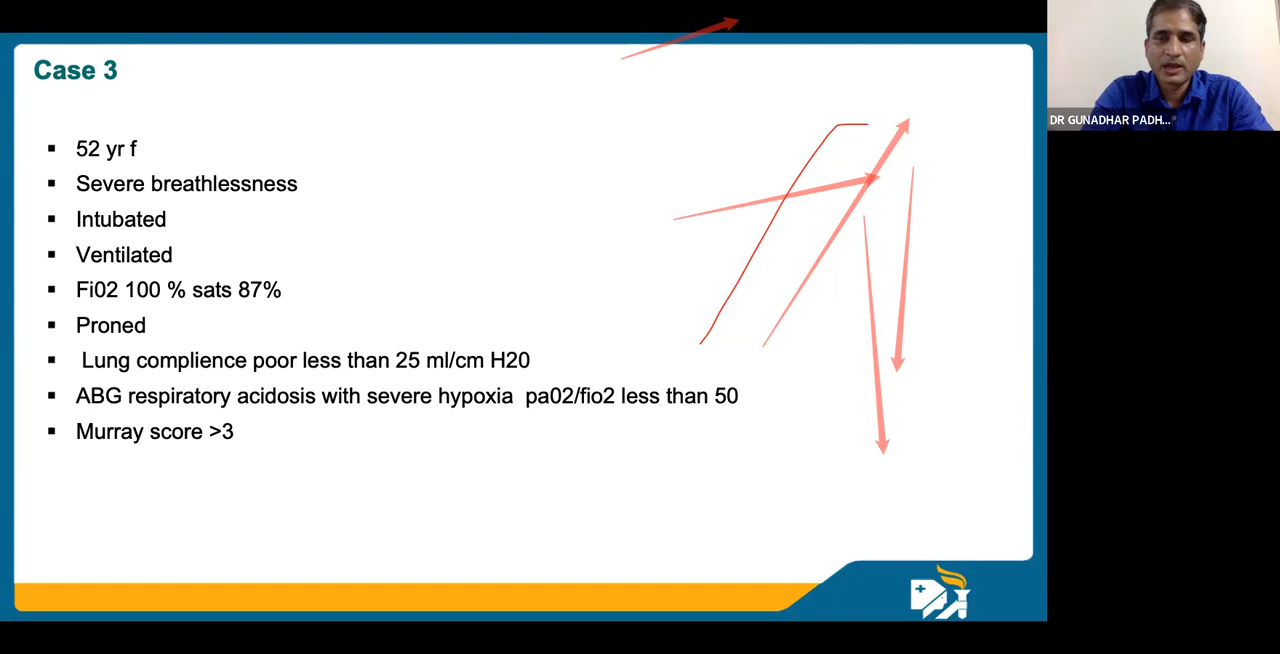 Case 3
DR GUNADHAR PADH...
▪ 52 yr f
▪ Severe breathlessness
▪ Intubated
▪ Ventilated
▪ Fi02 100 % sats 87%
▪ Proned
▪ Lung complience poor less than 25 ml/cm H20
▪ ABG respiratory acidosis with severe hypoxia pa02/fio2 less than 50
▪ Murray score >3